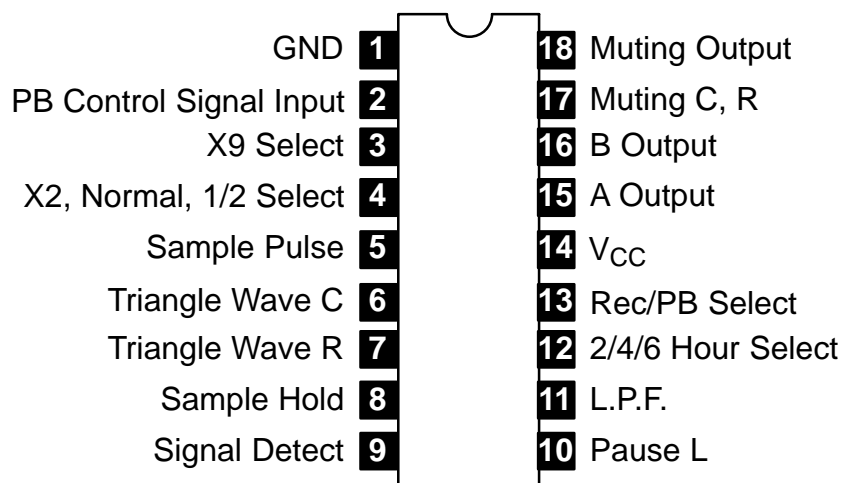 GND 1
PB Control Signal Input 2
X9 Select 3
X2, Normal, 1/2 Select 4
Sample Pulse 5
Triangle Wave C 6
Triangle Wave R 7
Sample Hold 8
Signal Detect 9
18 Muting Output
17 Muting C, R
16 B Output
15 A Output
14 VCC
13 Rec/PB Select
12 2/4/6 Hour Select
11 L.P.F.
10 Pause L